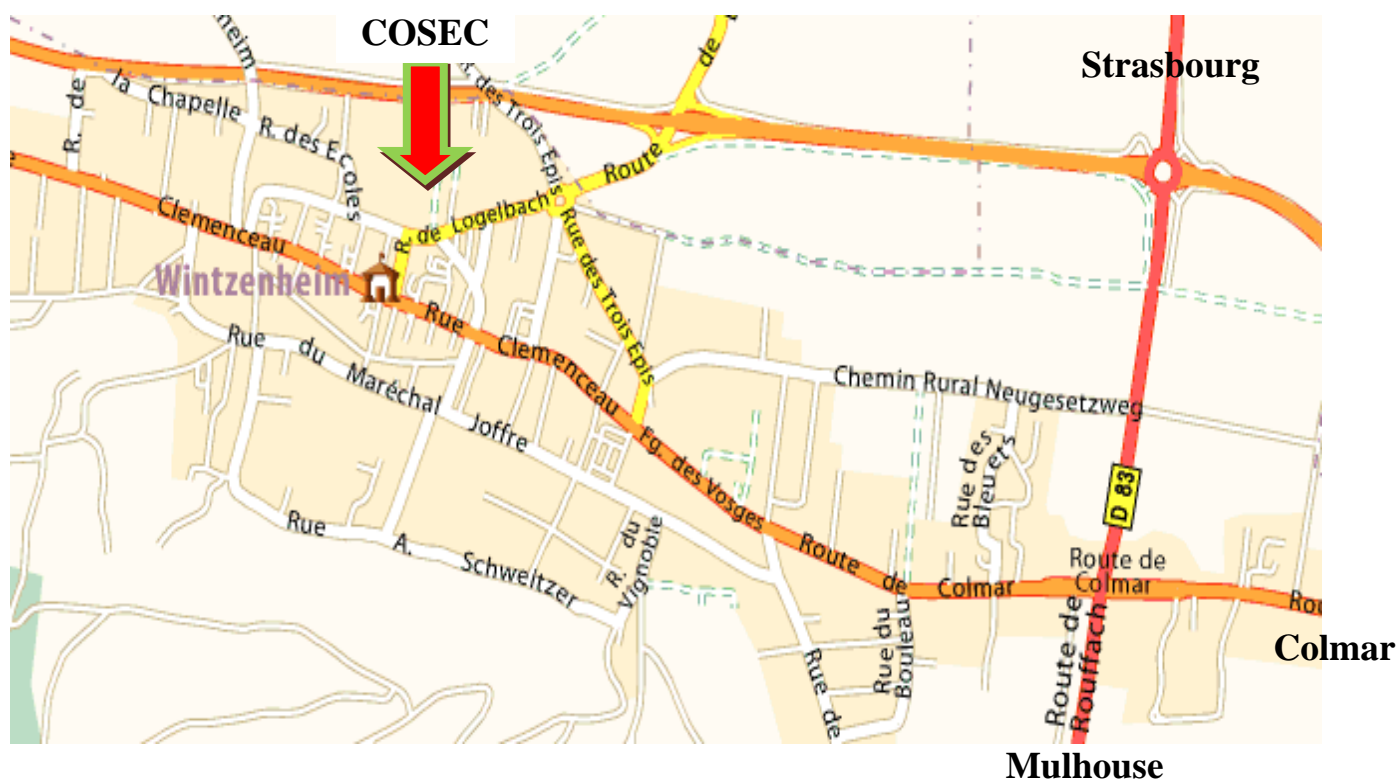 COSEC
Strasbourg
de
R. des Trois Epis
la Chapelle
R. de
R. des Ecoles
Route
R. de Logelbach
Clemenceau
Wintzenheim
Rue des Trois Epis
Rue Clemenceau
Rue du Maréchal Joffre
Chemin Rural Neugesetzweg
Fg. des Vosges
Rue des
Bleuets
D 83
Rue A. Schweitzer
R. du
Vignoble
Route de Colmar
Route de
Colmar
Route de
Rouffach
Rue du
Bouleau
Rue de
Colmar
Mulhouse